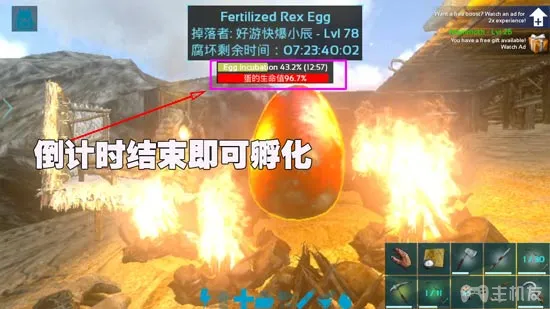 Fertilized Rex Egg
掉落者: 好游快爆小辰 - Lvl 78
腐坏剩余时间：07:23:40:02
Egg Incubation 43.2% (12:57)
蛋的生命值96.7%
Want a free boost? Watch an ad for
2x experience!
You have a free gift available!
Watch Ad
倒计时结束即可孵化
主机友